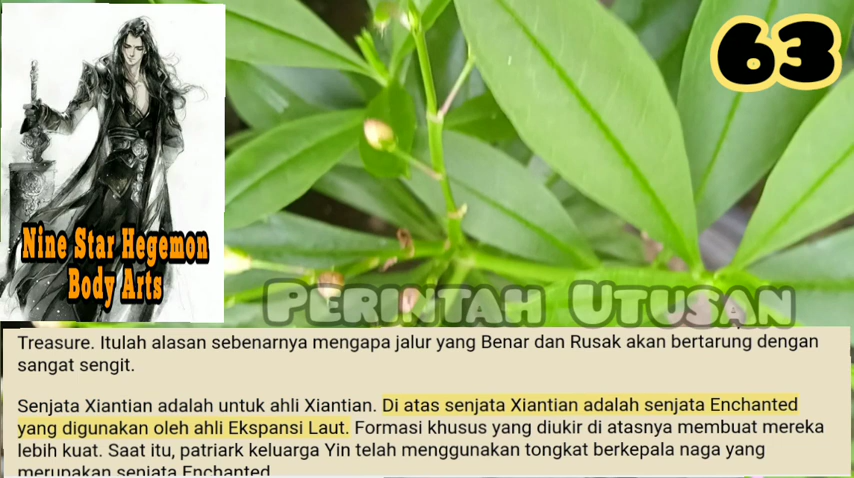 63
Nine Star Hegemon
Body Arts
Perintah Utusan
Treasure. Itulah alasan sebenarnya mengapa jalur yang Benar dan Rusak akan bertarung dengan
sangat sengit.
Senjata Xiantian adalah untuk ahli Xiantian. Di atas senjata Xiantian adalah senjata Enchanted
yang digunakan oleh ahli Ekspansi Laut. Formasi khusus yang diukir di atasnya membuat mereka
lebih kuat. Saat itu, patriark keluarga Yin telah menggunakan tongkat berkepala naga yang
merupakan senjata Enchanted